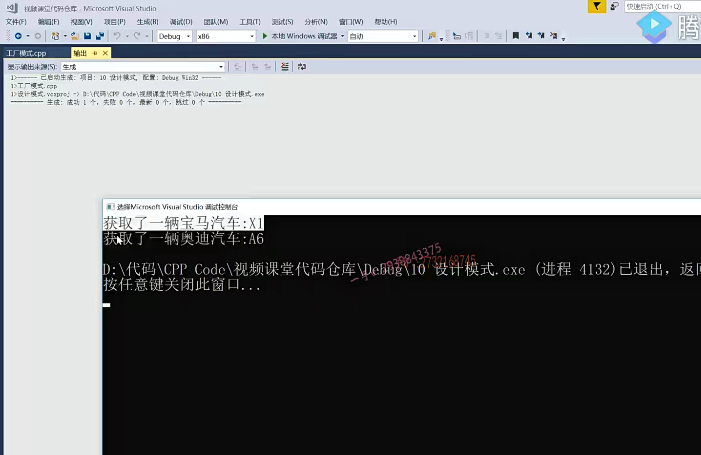 视频课堂代码仓库 - Microsoft Visual Studio
快速启动 (Ctrl + Q)
文件(F) 编辑(E) 视图(V) 项目(P) 生成(B) 调试(D) 团队(M) 工具(T) 测试(S) 分析(N) 窗口(W) 帮助(H)
腾
Debug x86 本地 Windows 调试器 自动
工厂模式.cpp 输出
显示输出来源(S): 生成
1>------ 已启动生成: 项目: 10 设计模式, 配置: Debug Win32 ------
1>工厂模式.cpp
1>设计模式.vcxproj -> D:\代码\CPP Code\视频课堂代码仓库\Debug\10 设计模式.exe
========== 生成: 成功 1 个，失败 0 个，最新 0 个，跳过 0 个 ==========
选择Microsoft Visual Studio 调试控制台
获取了一辆宝马汽车:X1
获取了一辆奥迪汽车:A6
D:\代码\CPP Code\视频课堂代码仓库\Debug\10 设计模式.exe (进程 4132)已退出，返回
按任意键关闭此窗口...